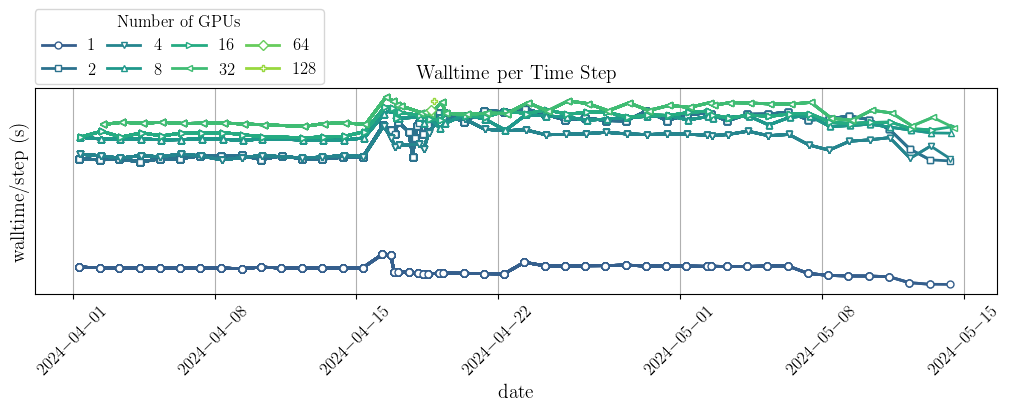 Number of GPUs
1 4 16 64
2 8 32 128
Walltime per Time Step
walltime/step (s)
2024−04−01 2024−04−08 2024−04−15 2024−04−22 2024−05−01 2024−05−08 2024−05−15
date